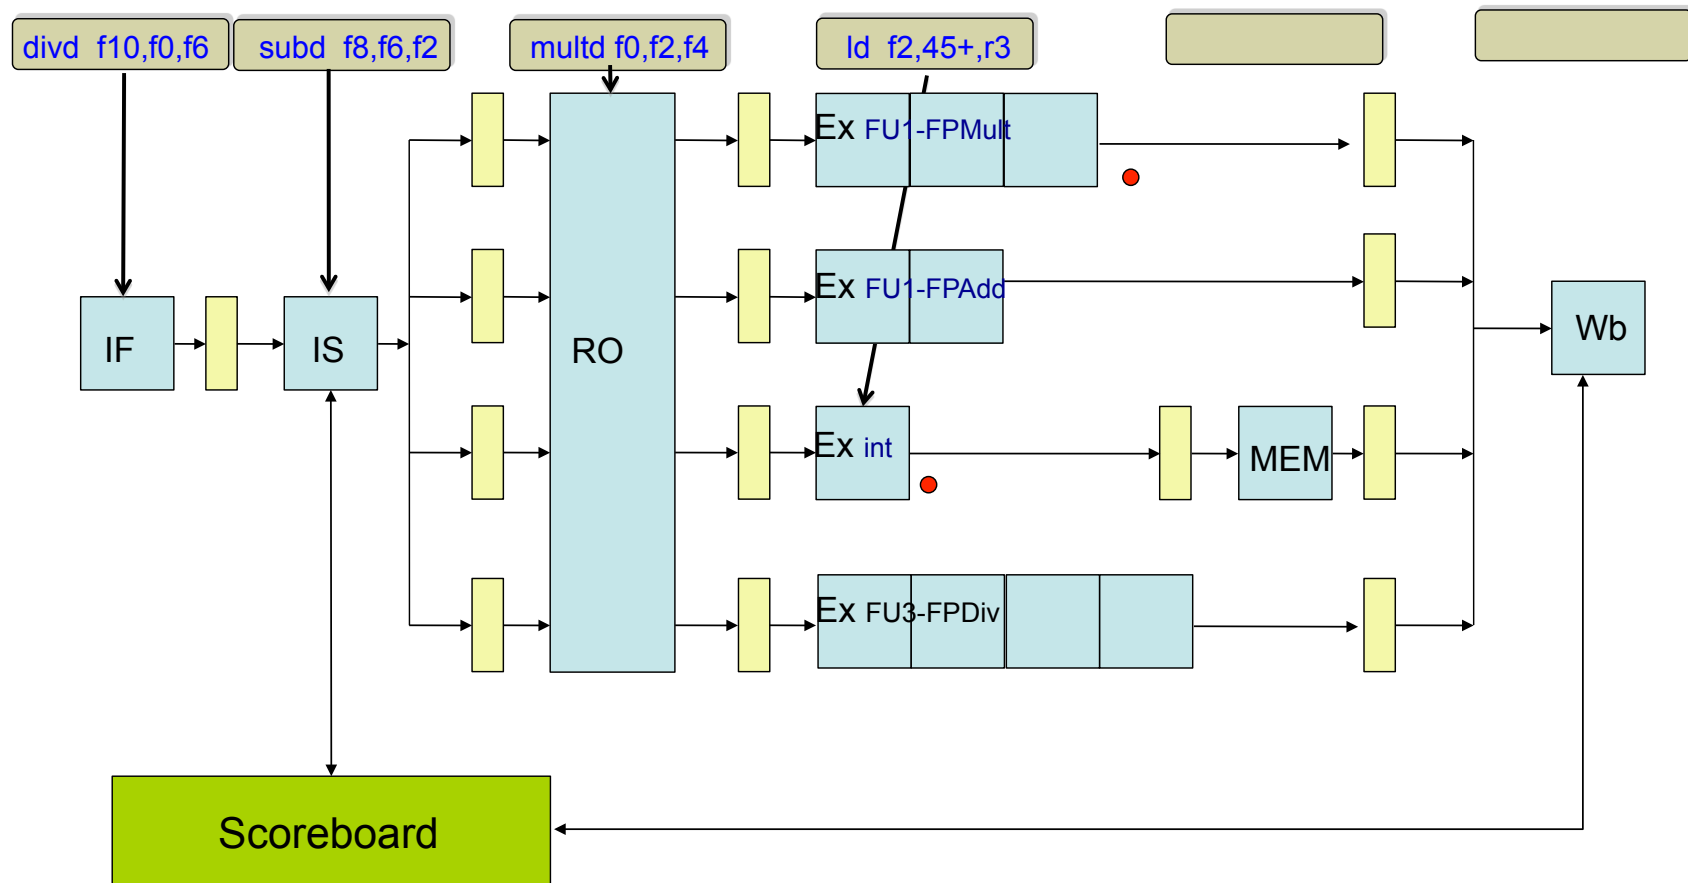 divd f10,f0,f6
subd f8,f6,f2
multd f0,f2,f4
ld f2,45+,r3
Ex FU1-FPMult
Ex FU1-FPAdd
IF
IS
RO
Wb
Ex int
MEM
Ex FU3-FPDiv
Scoreboard